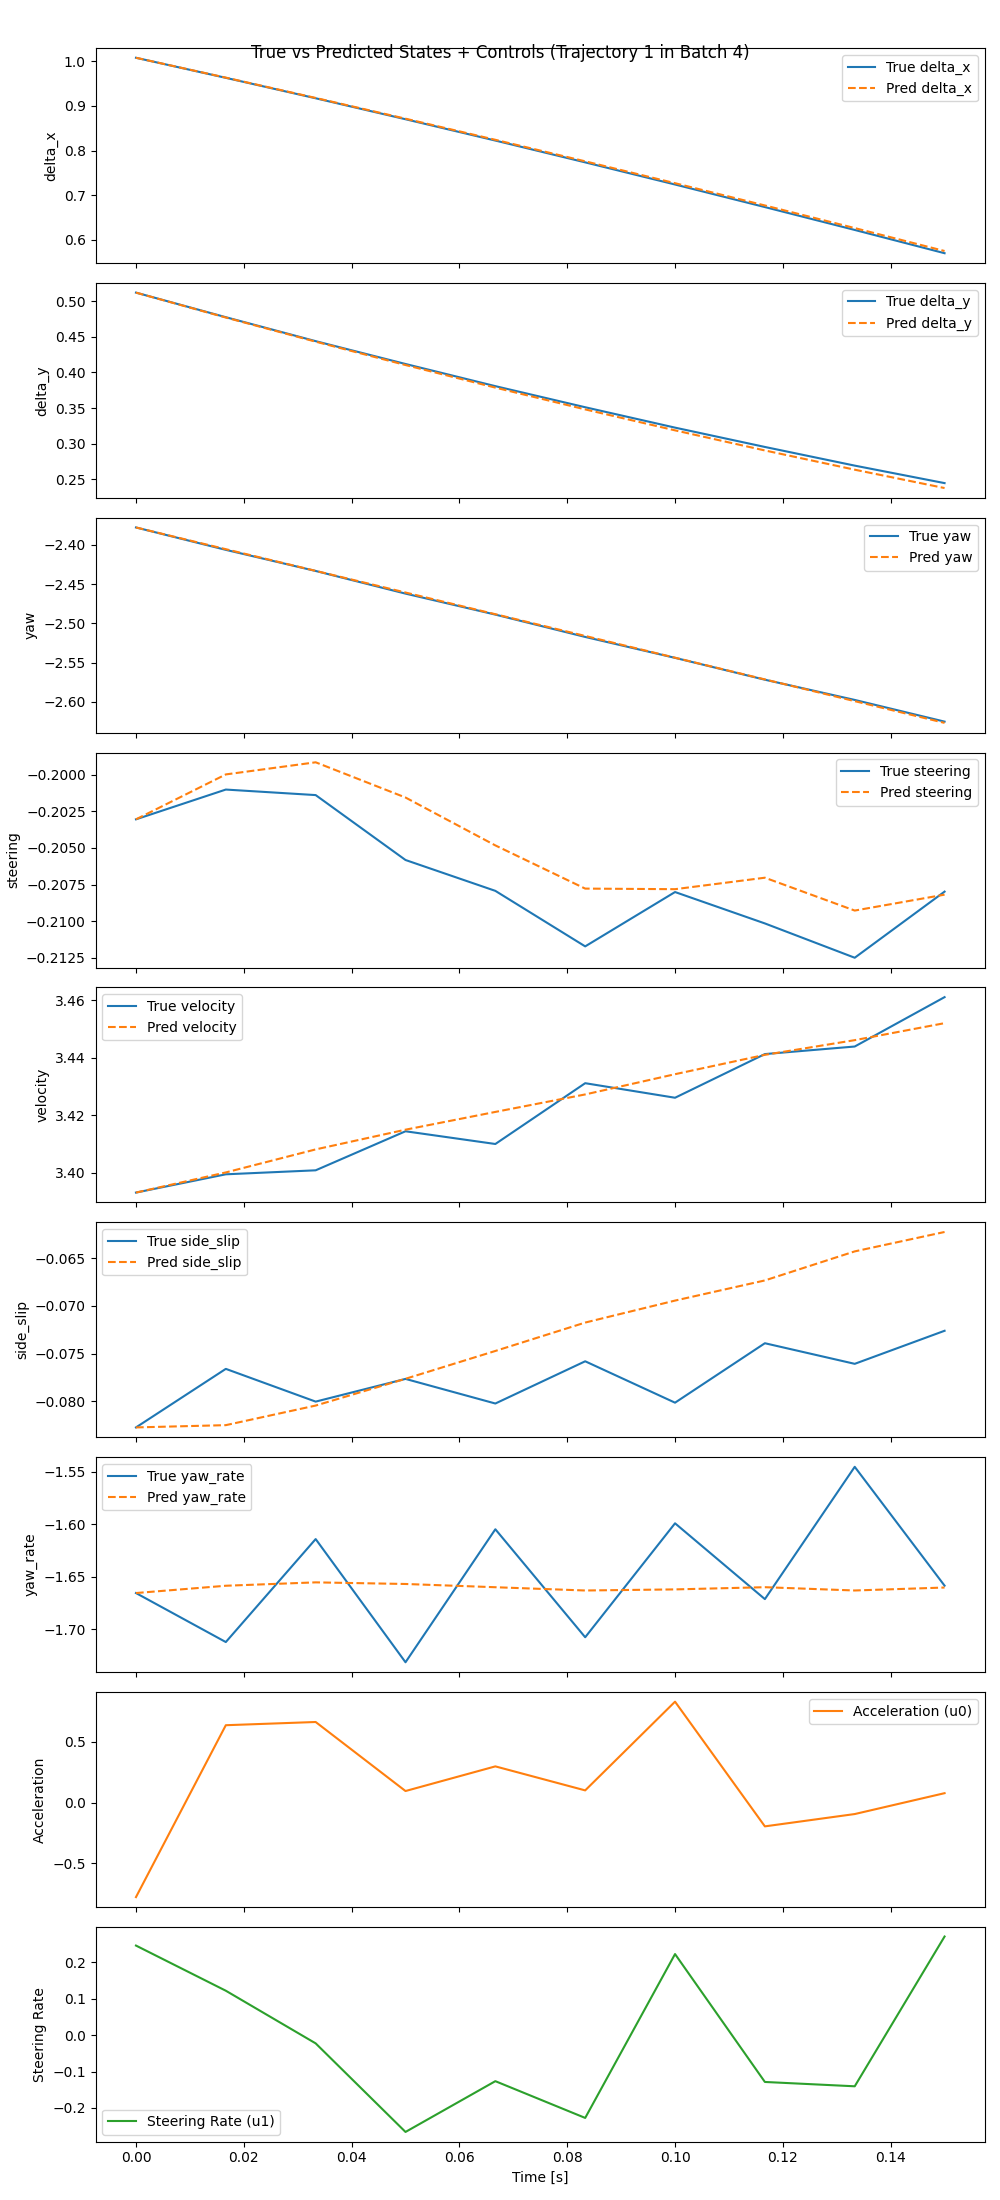 True vs Predicted States + Controls (Trajectory 1 in Batch 4)
1.0
0.9
0.8
0.7
0.6
delta_x
True delta_x
Pred delta_x
0.50
0.45
0.40
0.35
0.30
0.25
delta_y
True delta_y
Pred delta_y
−2.40
−2.45
−2.50
−2.55
−2.60
yaw
True yaw
Pred yaw
−0.2000
−0.2025
−0.2050
−0.2075
−0.2100
−0.2125
steering
True steering
Pred steering
3.46
3.44
3.42
3.40
velocity
True velocity
Pred velocity
−0.065
−0.070
−0.075
−0.080
side_slip
True side_slip
Pred side_slip
−1.55
−1.60
−1.65
−1.70
yaw_rate
True yaw_rate
Pred yaw_rate
0.5
0.0
−0.5
Acceleration
Acceleration (u0)
0.2
0.1
0.0
−0.1
−0.2
Steering Rate
Steering Rate (u1)
0.00
0.02
0.04
0.06
0.08
0.10
0.12
0.14
Time [s]